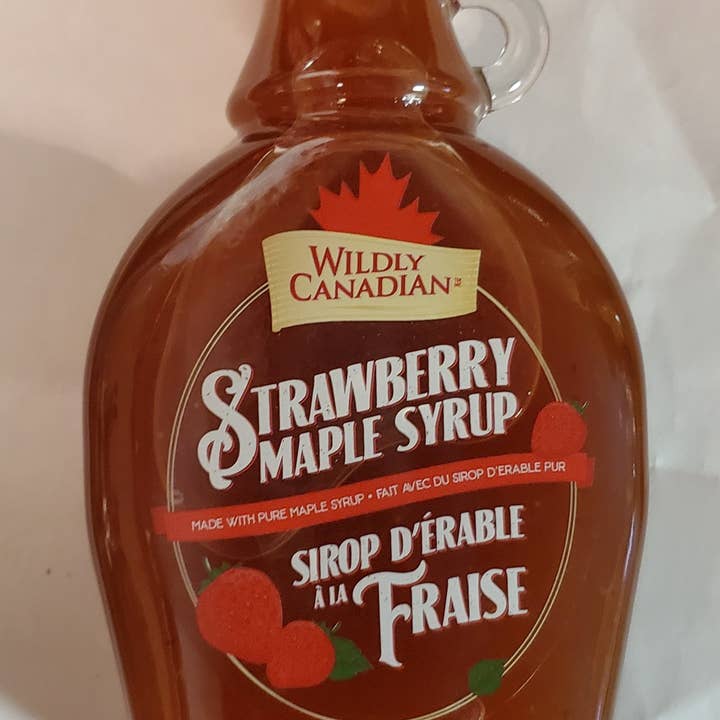 WILDLY
CANADIAN
STRAWBERRY
MAPLE SYRUP
MADE WITH PURE MAPLE SYRUP • FAIT AVEC DU SIROP D'ERABLE PUR
SIROP D'ÉRABLE
À LA FRAISE